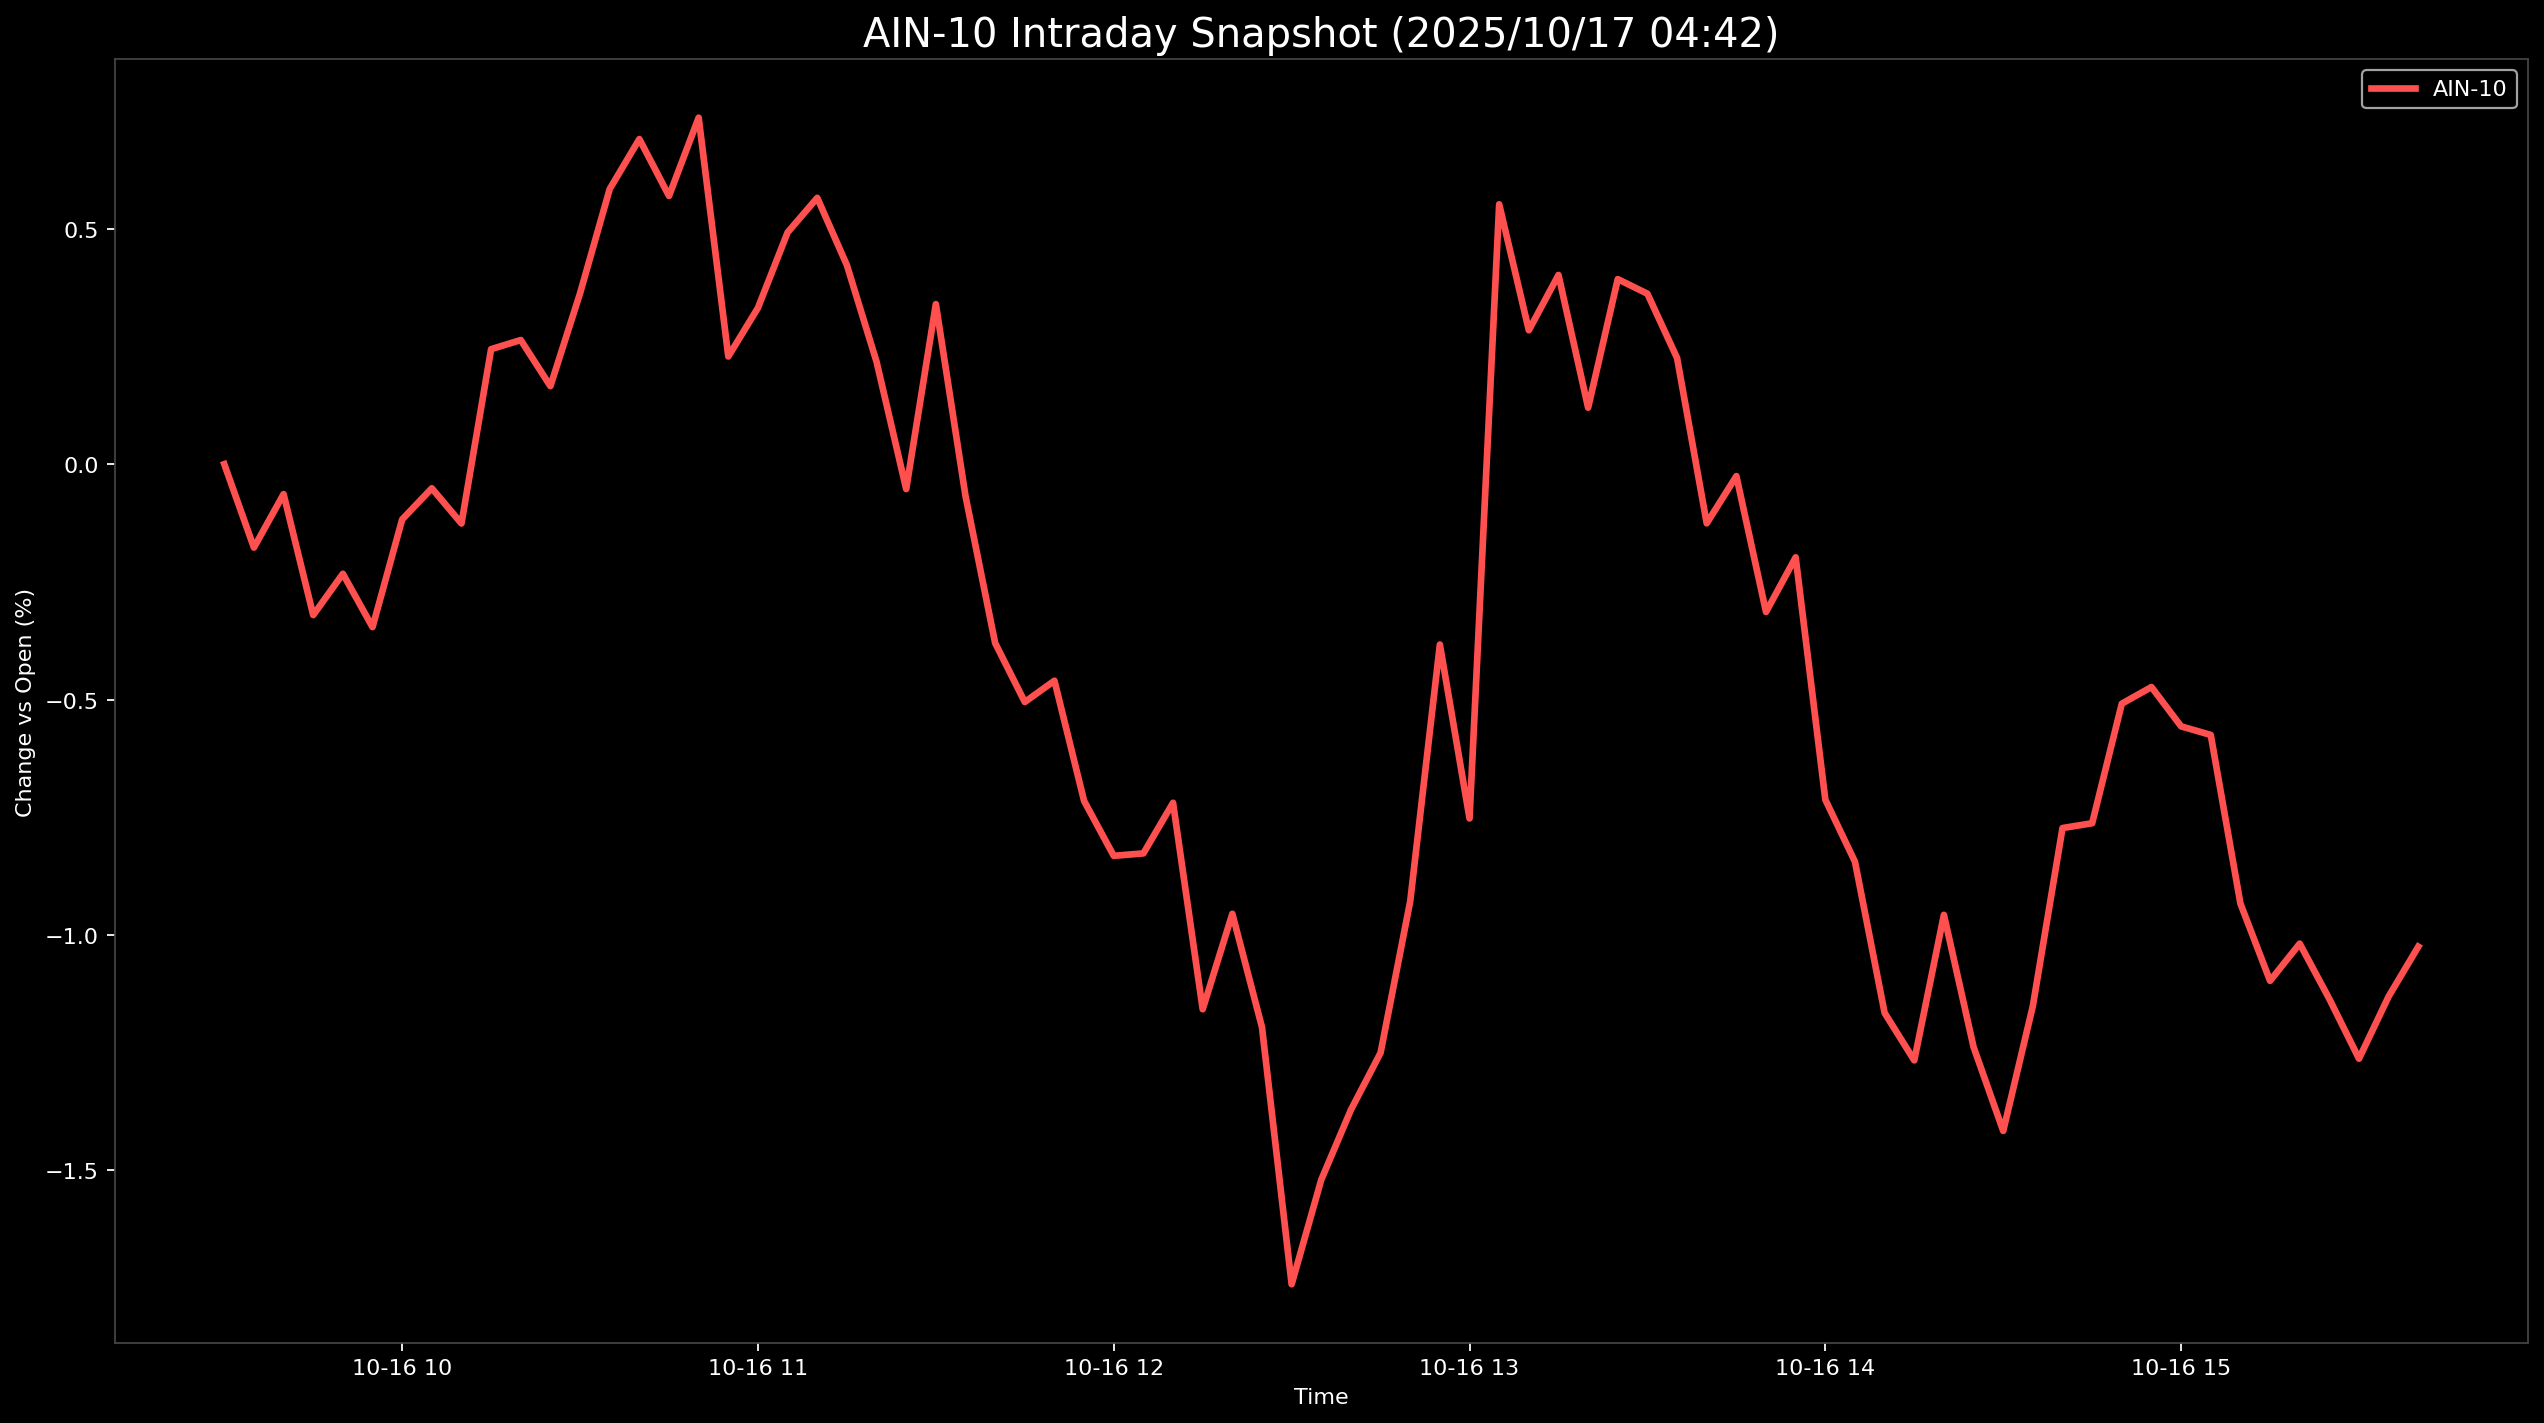 AIN-10 Intraday Snapshot (2025/10/17 04:42)
AIN-10
Change vs Open (%)
0.5
0.0
−0.5
−1.0
−1.5
10-16 10
10-16 11
10-16 12
10-16 13
10-16 14
10-16 15
Time